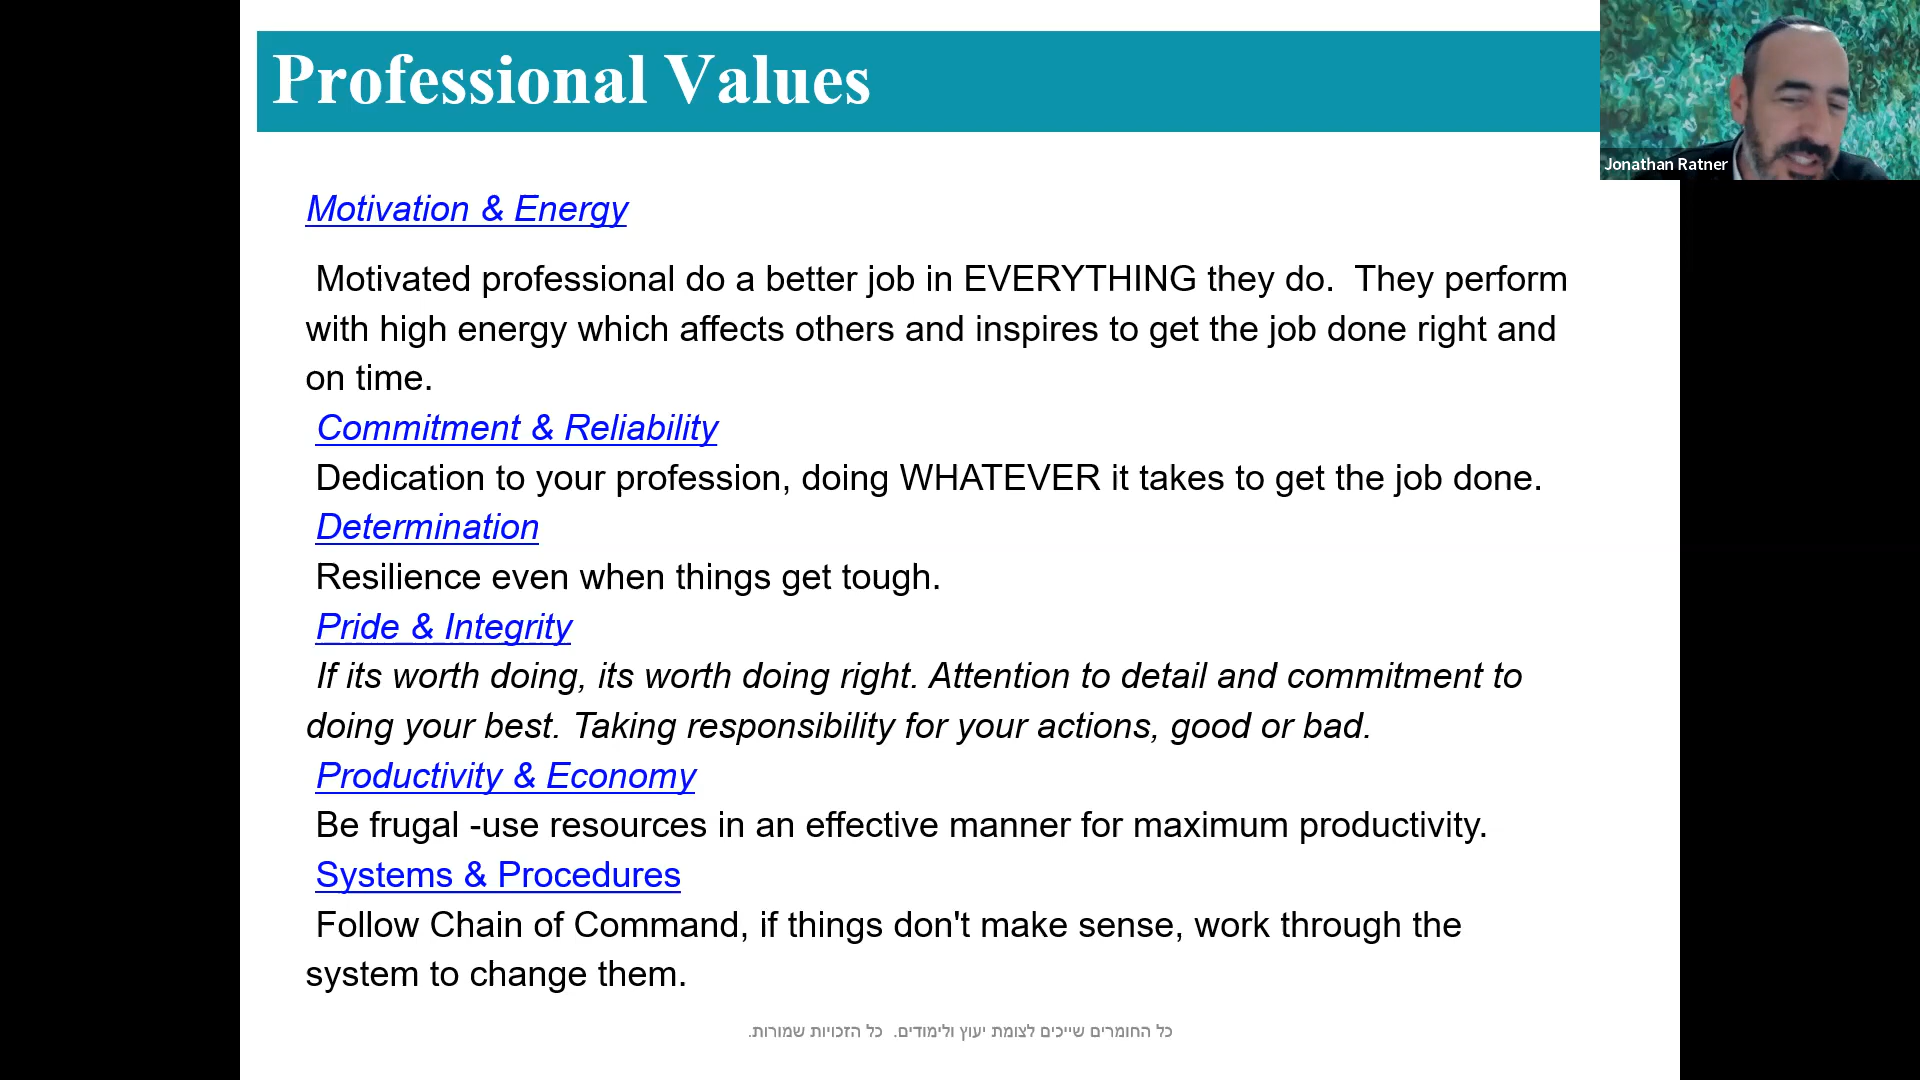 Professional Values
Jonathan Ratner
Motivation & Energy
Motivated professional do a better job in EVERYTHING they do.  They perform
with high energy which affects others and inspires to get the job done right and
on time.
Commitment & Reliability
Dedication to your profession, doing WHATEVER it takes to get the job done.
Determination
Resilience even when things get tough.
Pride & Integrity
If its worth doing, its worth doing right. Attention to detail and commitment to
doing your best. Taking responsibility for your actions, good or bad.
Productivity & Economy
Be frugal -use resources in an effective manner for maximum productivity.
Systems & Procedures
Follow Chain of Command, if things don't make sense, work through the
system to change them.
כל החומרים שייכים לצומת יעוץ ולימודים.  כל הזכויות שמורות.